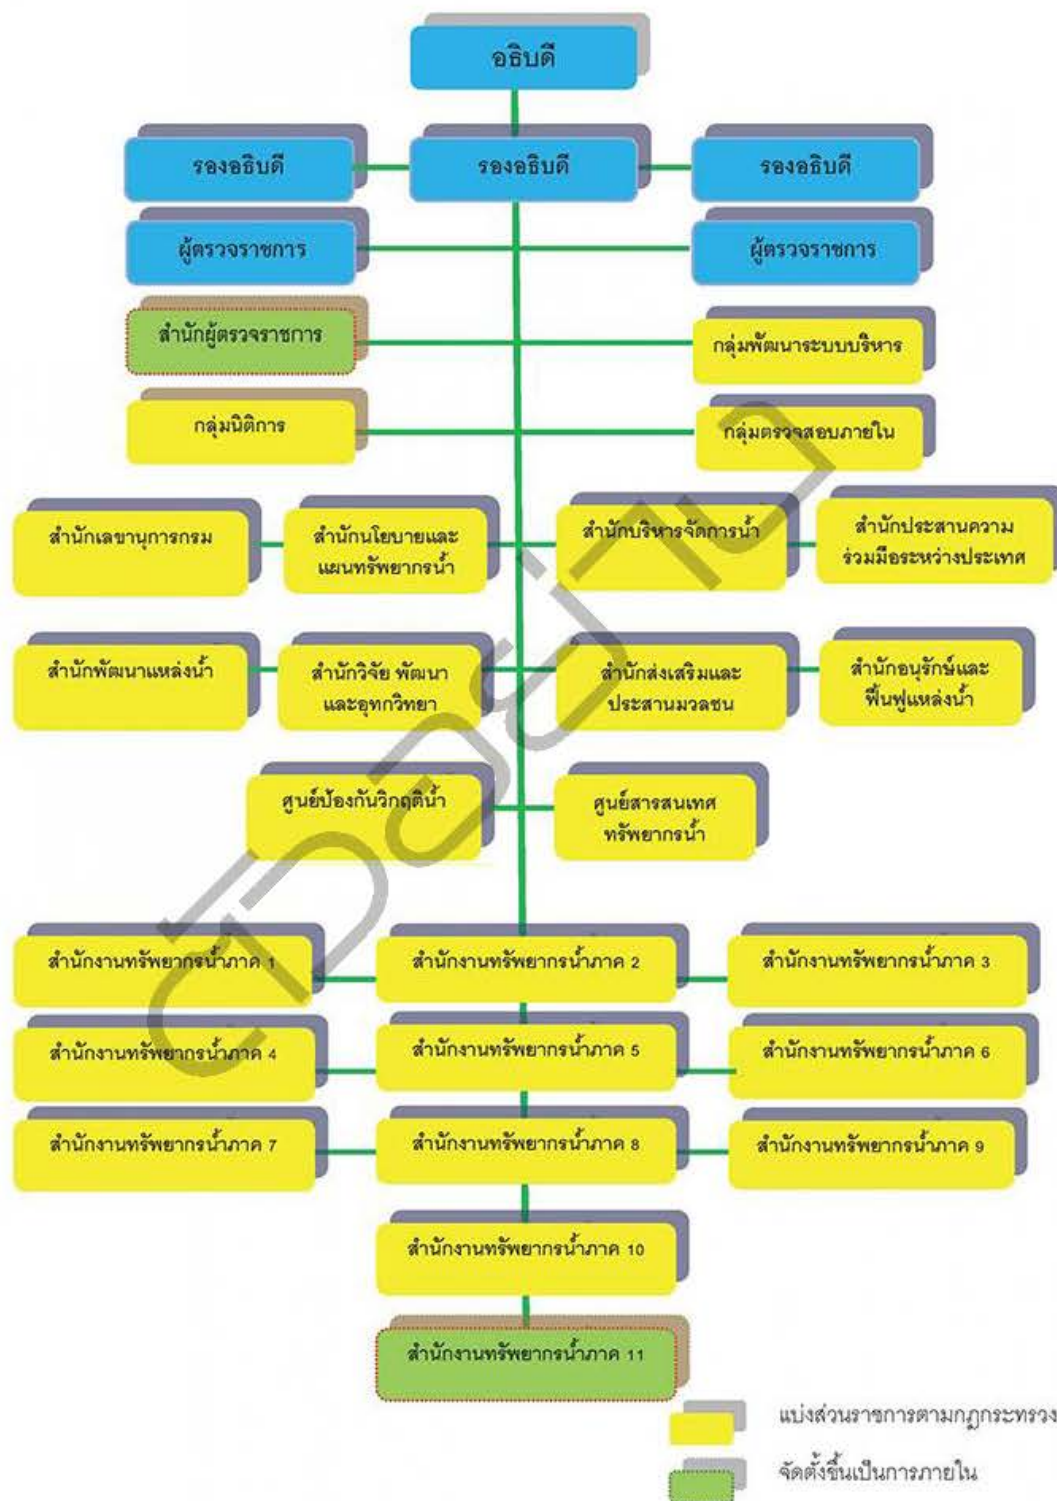 อธิบดี
รองอธิบดี รองอธิบดี รองอธิบดี
ผู้ตรวจราชการ ผู้ตรวจราชการ
สำนักผู้ตรวจราชการ กลุ่มพัฒนาระบบบริหาร
กลุ่มนิติการ กลุ่มตรวจสอบภายใน
สำนักเลขานุการกรม
สำนักนโยบายและ
แผนทรัพยากรน้ำ
สำนักบริหารจัดการน้ำ
สำนักประสานความ
ร่วมมือระหว่างประเทศ
สำนักพัฒนาแหล่งน้ำ
สำนักวิจัย พัฒนา
และอุทกวิทยา
สำนักส่งเสริมและ
ประสานมวลชน
สำนักอนุรักษ์และ
ฟื้นฟูแหล่งน้ำ
ศูนย์ป้องกันวิกฤติน้ำ
ศูนย์สารสนเทศ
ทรัพยากรน้ำ
สำนักงานทรัพยากรน้ำภาค 1 สำนักงานทรัพยากรน้ำภาค 2 สำนักงานทรัพยากรน้ำภาค 3
สำนักงานทรัพยากรน้ำภาค 4 สำนักงานทรัพยากรน้ำภาค 5 สำนักงานทรัพยากรน้ำภาค 6
สำนักงานทรัพยากรน้ำภาค 7 สำนักงานทรัพยากรน้ำภาค 8 สำนักงานทรัพยากรน้ำภาค 9
สำนักงานทรัพยากรน้ำภาค 10
สำนักงานทรัพยากรน้ำภาค 11
แบ่งส่วนราชการตามกฎกระทรวง
จัดตั้งขึ้นเป็นการภายใน
ตัวอย่าง